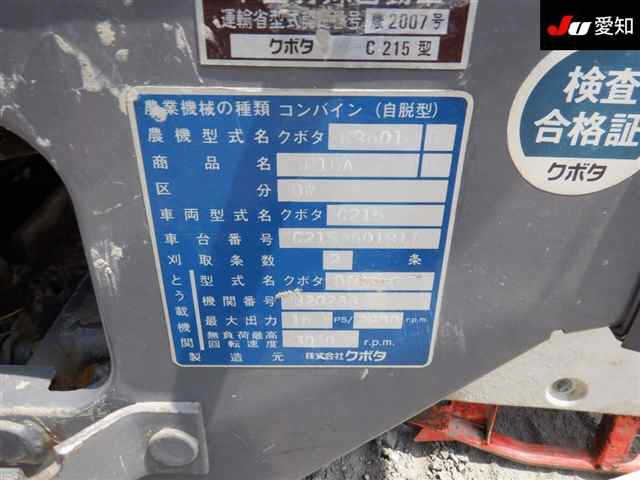 JU 愛知
運輸省型式 番号 農2007号
クボタ C215型
検査
合格証
クボタ
農業機械の種類 コンバイン (自脱型)
農機型式名 クボタ
商品名
区分
車両型式名 クボタ C215
車台番号
刈取条数 2 条
とう載機関
型式名 クボタ
機関番号
最大出力 PS/ r.p.m.
無負荷最高回転速度 r.p.m.
製造元 株式会社クボタ